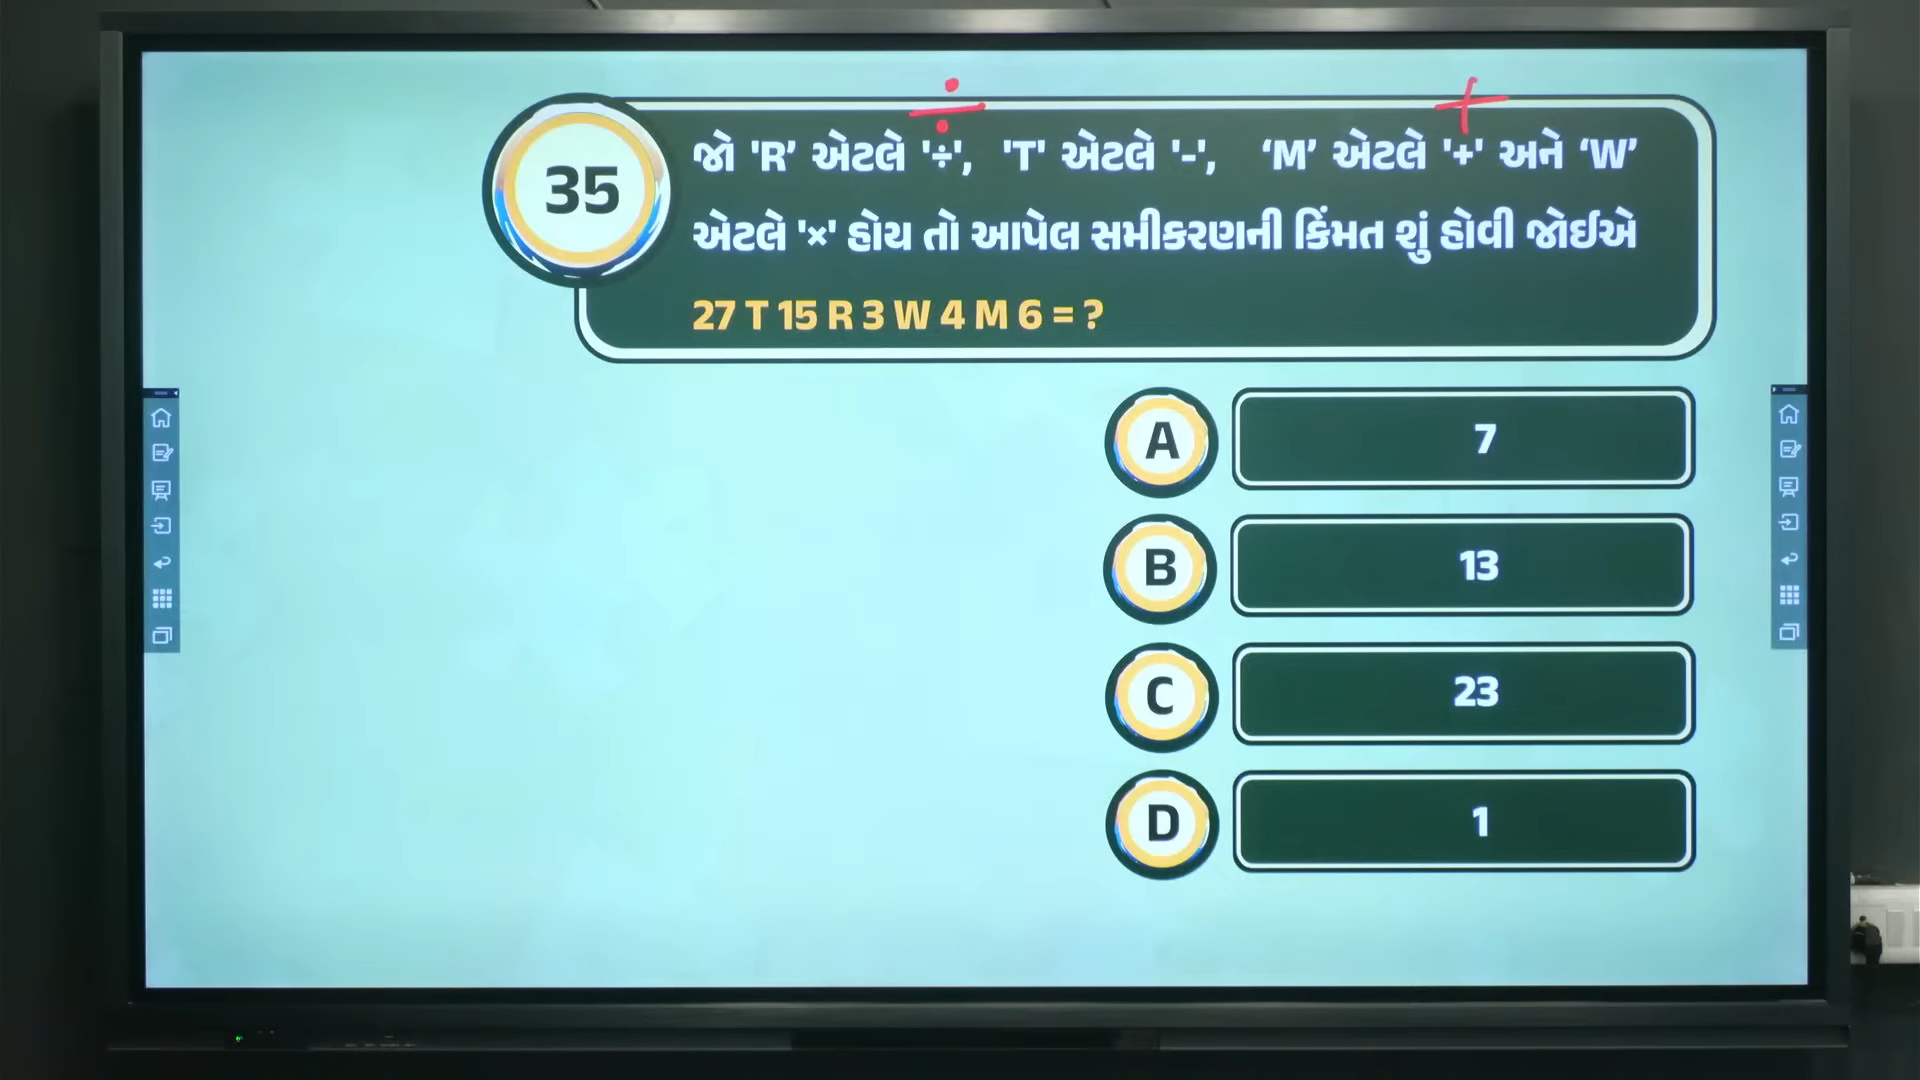 ÷ +
35
જો 'R’ એટલે '÷', 'T' એટલે '-', ‘M’ એટલે '+' અને ‘W’
એટલે '×' હોય તો આપેલ સમીકરણની કિંમત શું હોવી જોઈએ
27 T 15 R 3 W 4 M 6 = ?
A 7
B 13
C 23
D 1